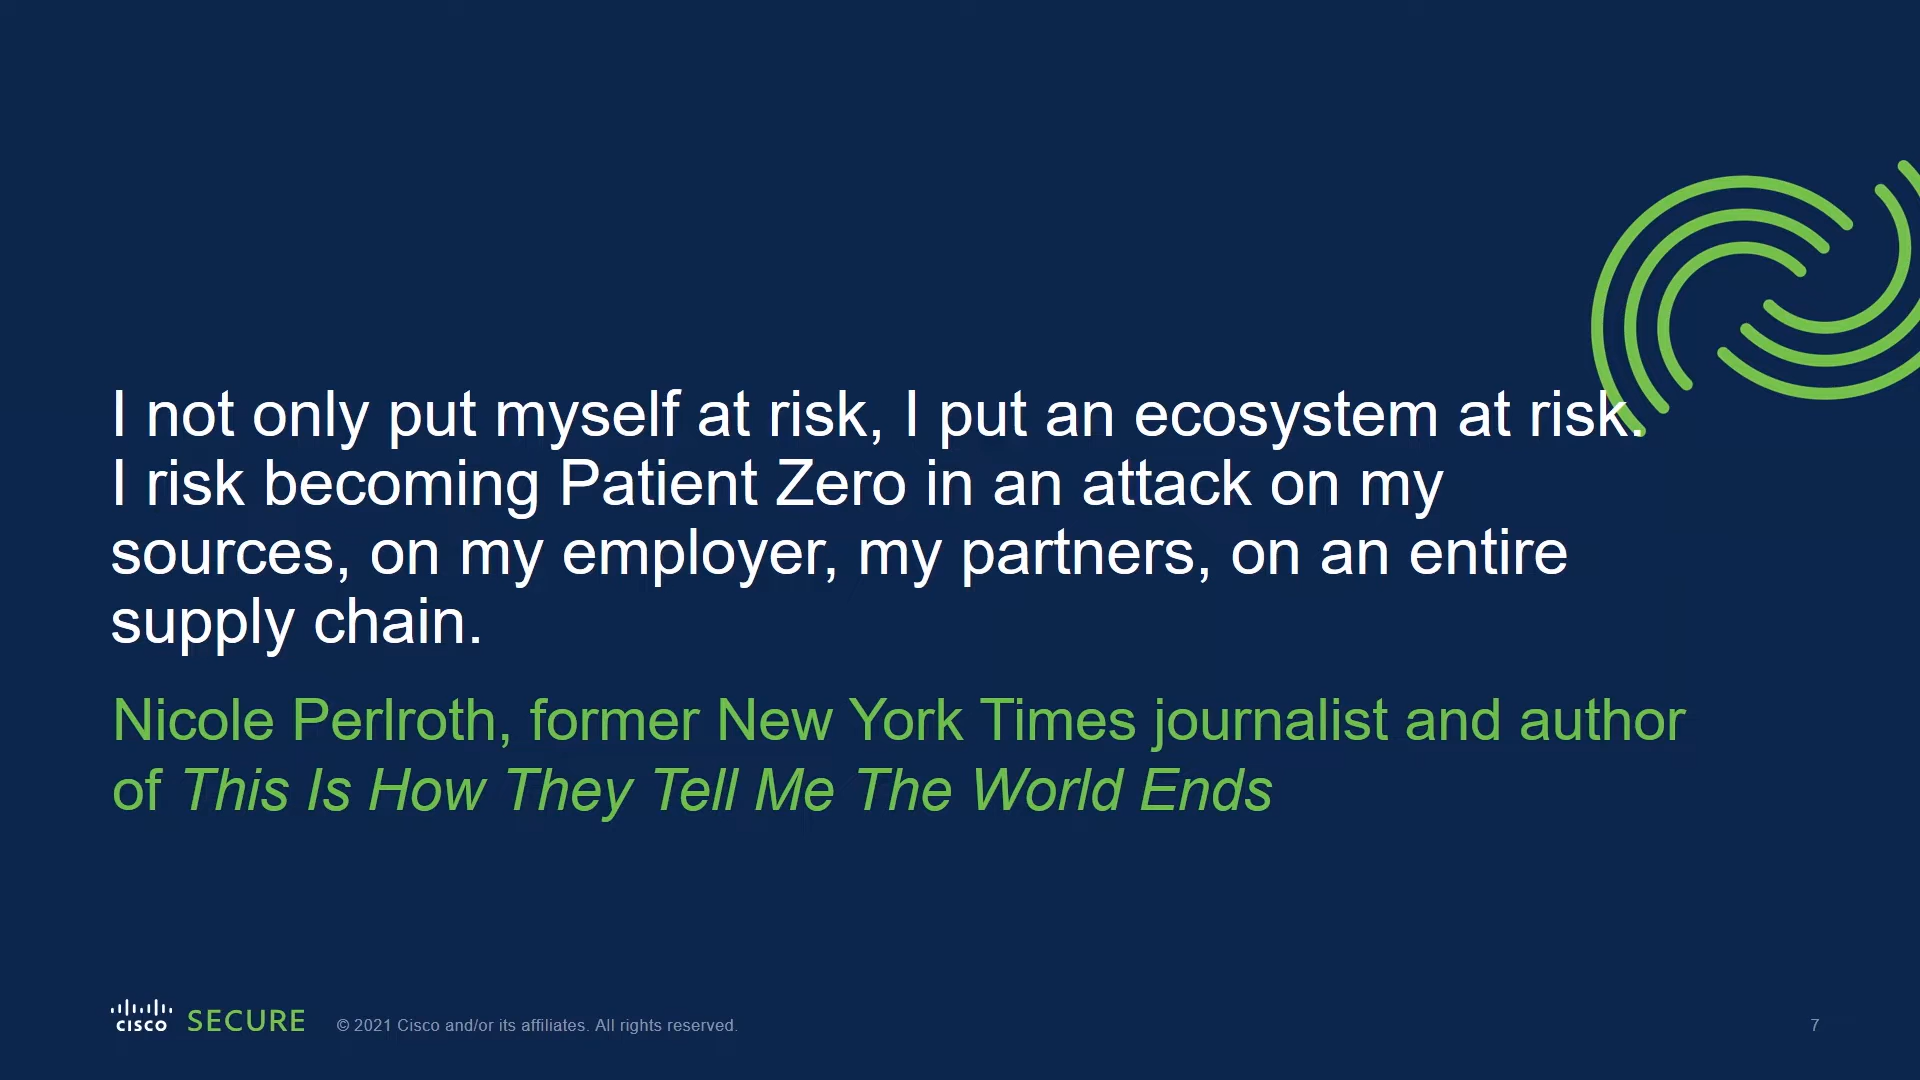 I not only put myself at risk, I put an ecosystem at risk.
I risk becoming Patient Zero in an attack on my
sources, on my employer, my partners, on an entire
supply chain.
Nicole Perlroth, former New York Times journalist and author
of This Is How They Tell Me The World Ends
CISCO SECURE © 2021 Cisco and/or its affiliates. All rights reserved. 7